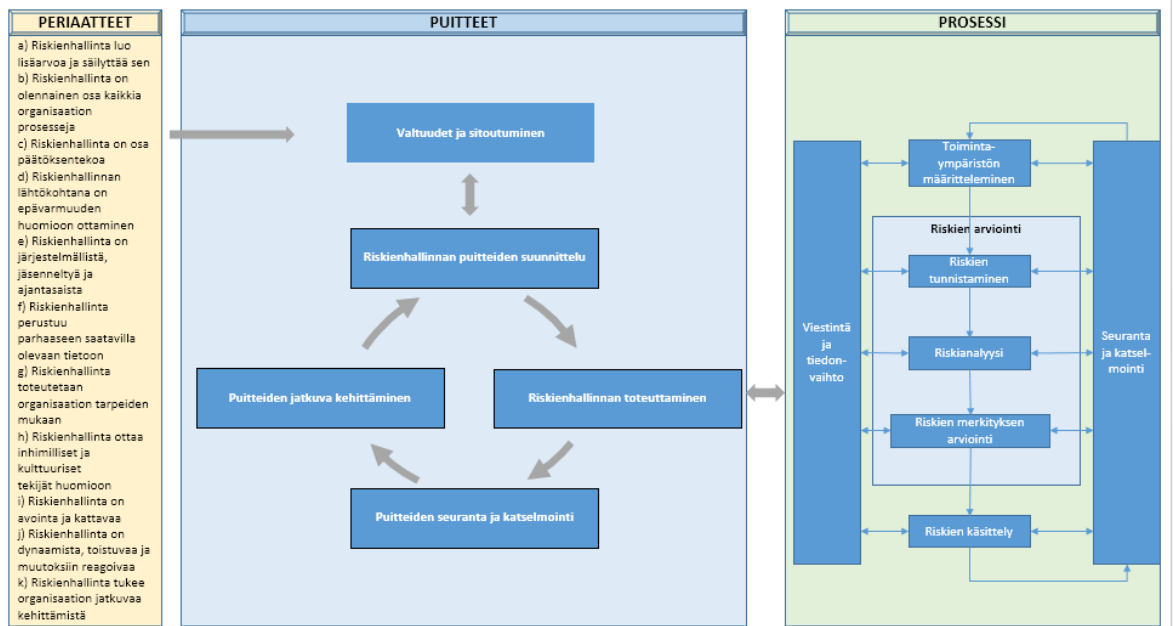 PERIAATTEET
a) Riskienhallinta luo
lisäarvoa ja säilyttää sen
b) Riskienhallinta on
olennainen osa kaikkia
organisaation
prosesseja
c) Riskienhallinta on osa
päätöksentekoa
d) Riskienhallinnan
lähtökohtana on
epävarmuuden
huomioon ottaminen
e) Riskienhallinta on
järjestelmällistä,
jäsenneltyä ja
ajantasaista
f) Riskienhallinta
perustuu
parhaaseen saatavilla
olevaan tietoon
g) Riskienhallinta
toteutetaan
organisaation tarpeiden
mukaan
h) Riskienhallinta ottaa
inhimilliset ja
kulttuuriset
tekijät huomioon
i) Riskienhallinta on
avointa ja kattavaa
j) Riskienhallinta on
dynaamista, toistuvaa ja
muutoksiin reagoivaa
k) Riskienhallinta tukee
organisaation jatkuvaa
kehittämistä
PUITTEET
Valtuudet ja sitoutuminen
Riskienhallinnan puitteiden suunnittelu
Puitteiden jatkuva kehittäminen
Riskienhallinnan toteuttaminen
Puitteiden seuranta ja katselmointi
PROSESSI
Viestintä
ja
tiedon-
vaihto
Toiminta-
ympäristön
määritteleminen
Riskien arviointi
Riskien
tunnistaminen
Riskianalyysi
Riskien merkityksen
arviointi
Riskien käsittely
Seuranta
ja katsel-
mointi